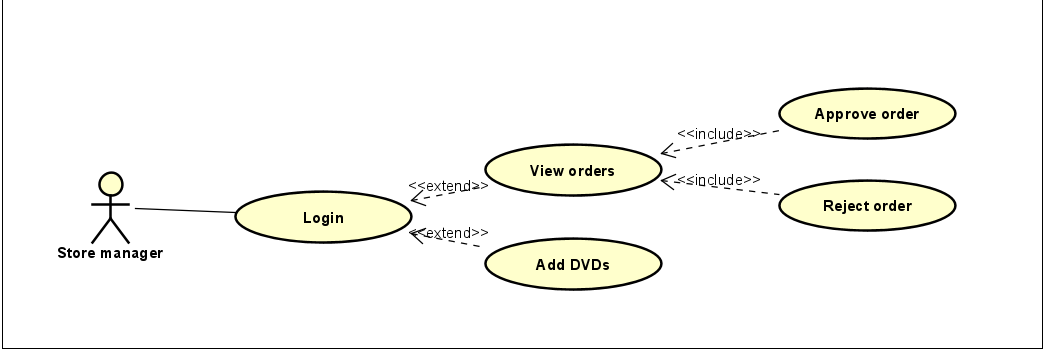 Store manager
Login
<<extend>>
<<extend>>
View orders
Add DVDs
<<include>>
<<include>>
Approve order
Reject order